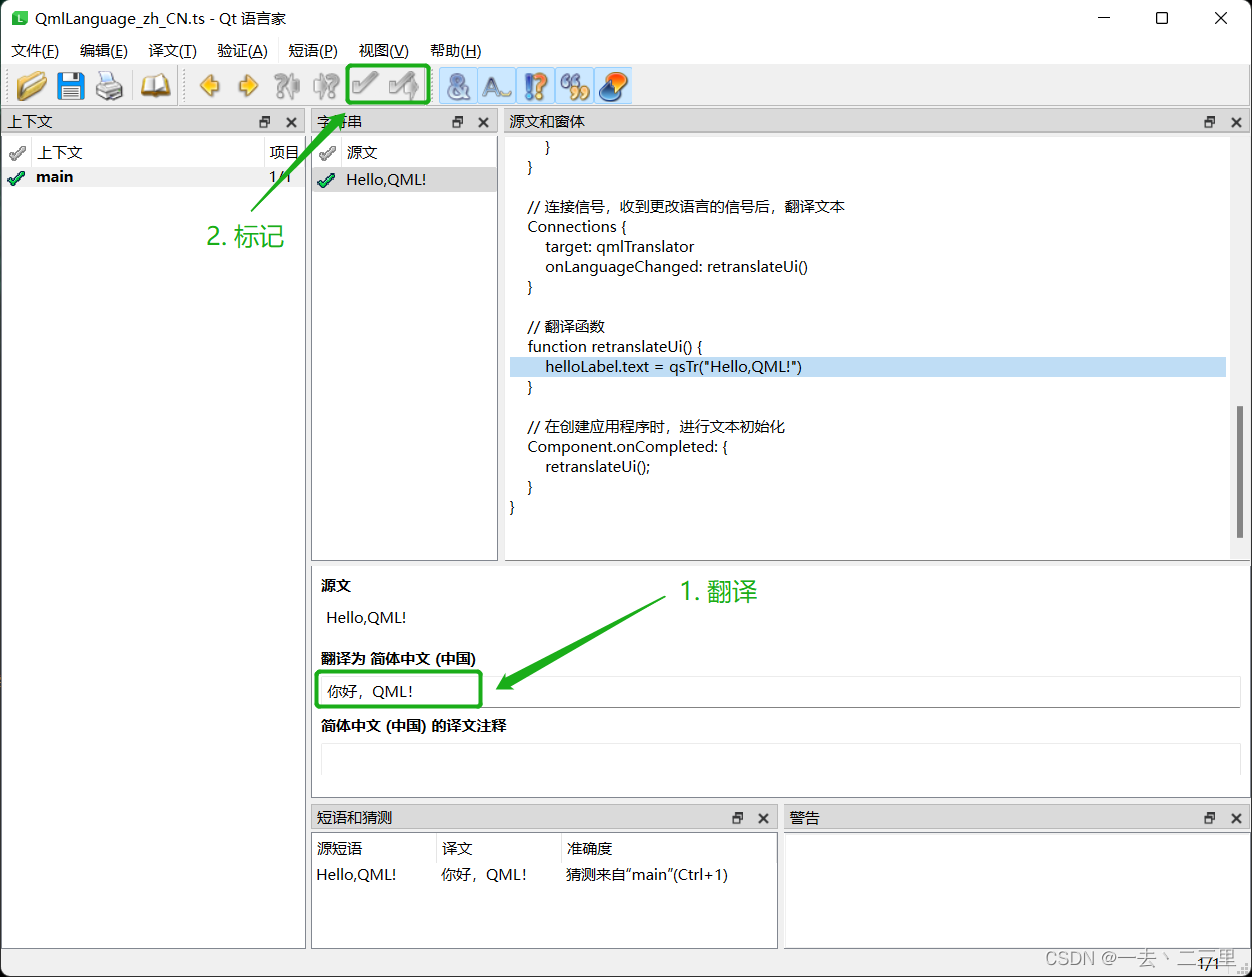 QmlLanguage_zh_CN.ts - Qt 语言家
文件(F) 编辑(E) 译文(T) 验证(A) 短语(P) 视图(V) 帮助(H)
上下文
上下文 项目
main 1/1
2. 标记
字符串
源文
Hello,QML!
源文和窗体
}
}
// 连接信号，收到更改语言的信号后，翻译文本
Connections {
target: qmlTranslator
onLanguageChanged: retranslateUi()
}
// 翻译函数
function retranslateUi() {
helloLabel.text = qsTr("Hello,QML!")
}
// 在创建应用程序时，进行文本初始化
Component.onCompleted: {
retranslateUi();
}
}
源文
Hello,QML!
1. 翻译
翻译为 简体中文 (中国)
你好，QML!
简体中文 (中国) 的译文注释
短语和猜测
源短语 译文 准确度
Hello,QML! 你好，QML! 猜测来自“main”(Ctrl+1)
警告
CSDN @一去丶二三里
1/1